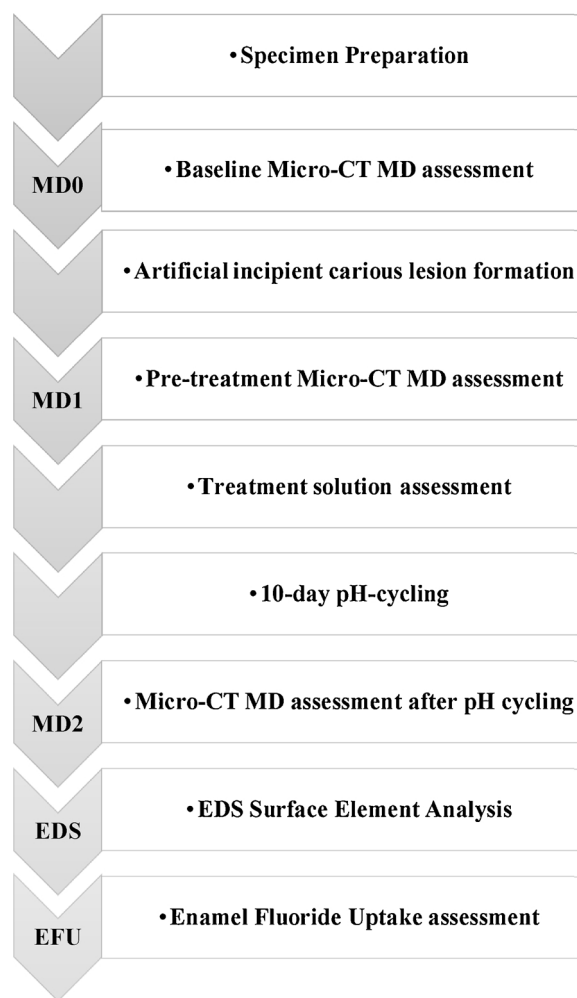 •Specimen Preparation
MD0
•Baseline Micro-CT MD assessment
•Artificial incipient carious lesion formation
MD1
•Pre-treatment Micro-CT MD assessment
•Treatment solution assessment
•10-day pH-cycling
MD2
•Micro-CT MD assessment after pH cycling
EDS
•EDS Surface Element Analysis
EFU
•Enamel Fluoride Uptake assessment